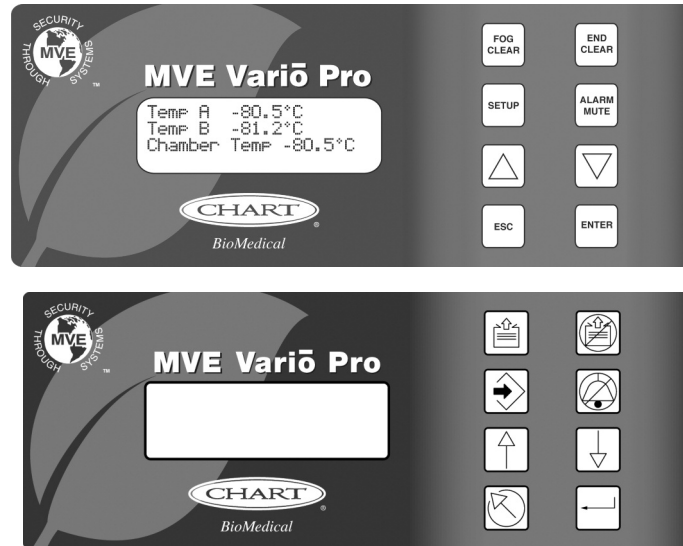 SECURITY
THROUGH
MVE
SYSTEMS
™
MVE Variō Pro
Temp A -80.5°C
Temp B -81.2°C
Chamber Temp -80.5°C
CHART
®
BioMedical
FOG
CLEAR
END
CLEAR
SETUP
ALARM
MUTE
ESC
ENTER
SECURITY
THROUGH
MVE
SYSTEMS
™
MVE Variō Pro
CHART
®
BioMedical